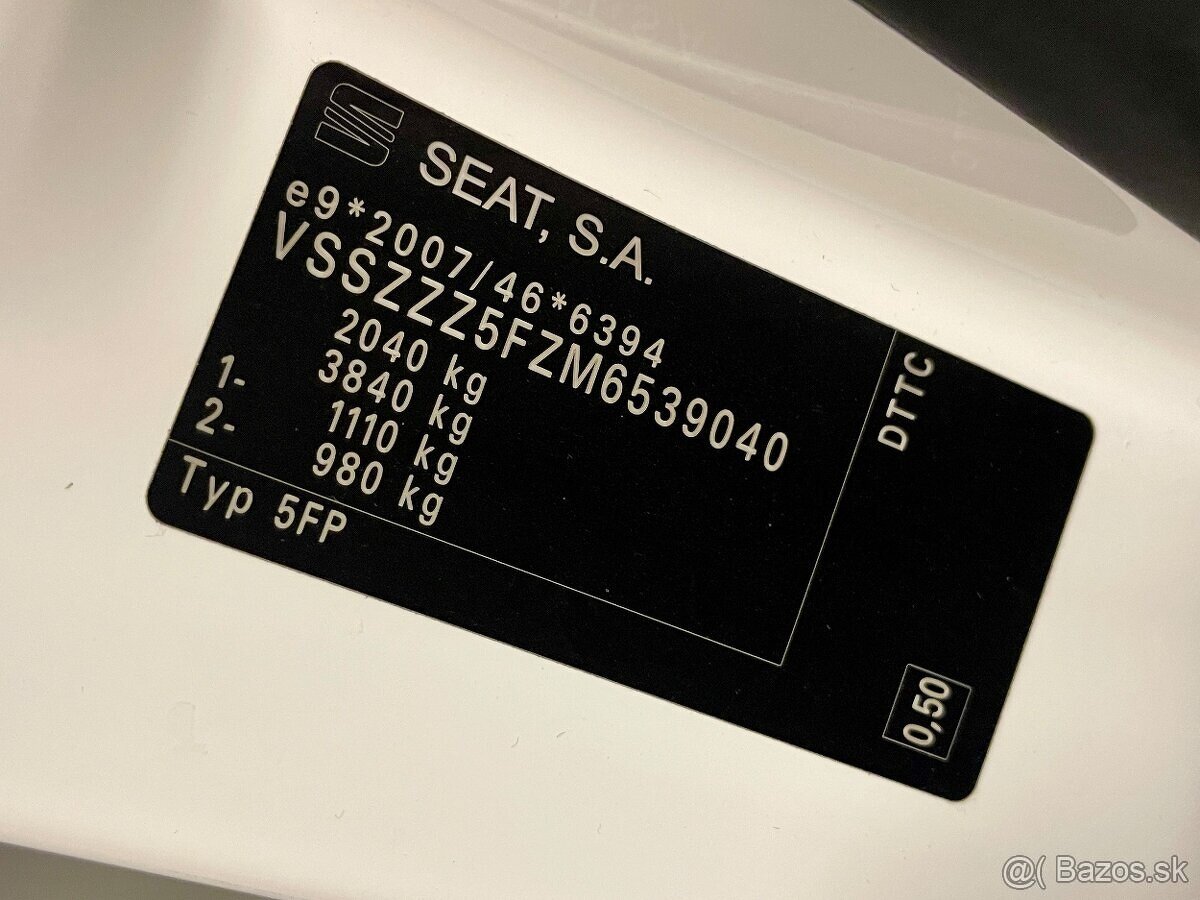 SEAT, S.A.
e9*2007/46*6394
VSSZZZ5FZM6539040
2040 kg
3840 kg
1- 1110 kg
2- 980 kg
Typ 5FP
DTTC
0,50
@( Bazos.sk